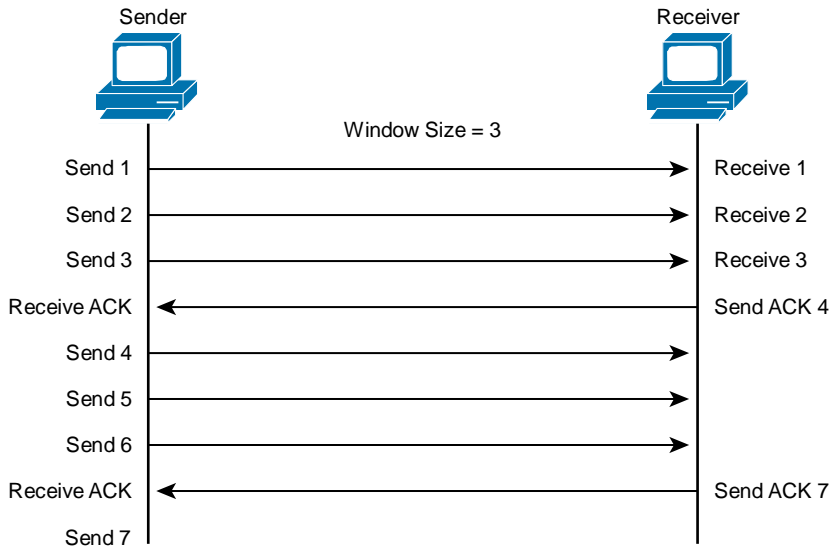 Sender Receiver
Window Size = 3
Send 1 Receive 1
Send 2 Receive 2
Send 3 Receive 3
Receive ACK Send ACK 4
Send 4
Send 5
Send 6
Receive ACK Send ACK 7
Send 7